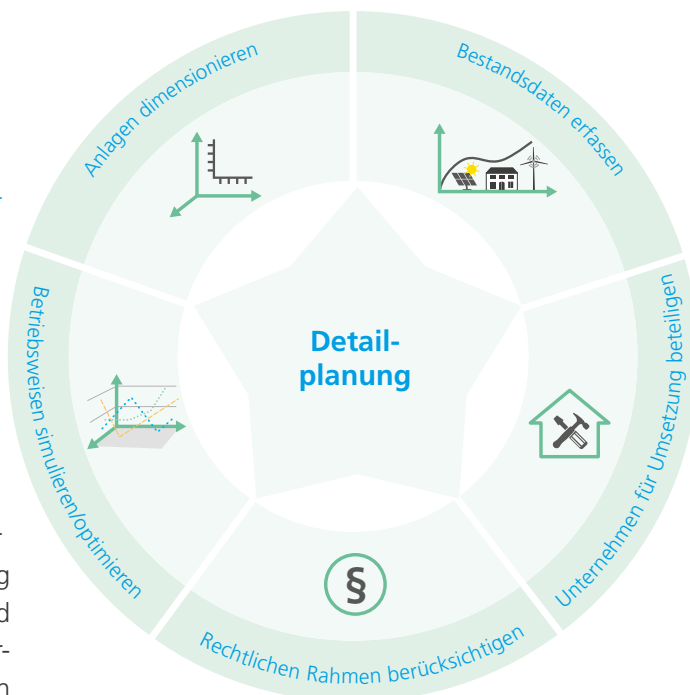 Anlagen dimensionieren
Bestandsdaten erfassen
Betriebsweisen simulieren/optimieren
Detail-
planung
Unternehmen für Umsetzung beteiligen
§
Rechtlichen Rahmen berücksichtigen
-
-
g
d
r-
n